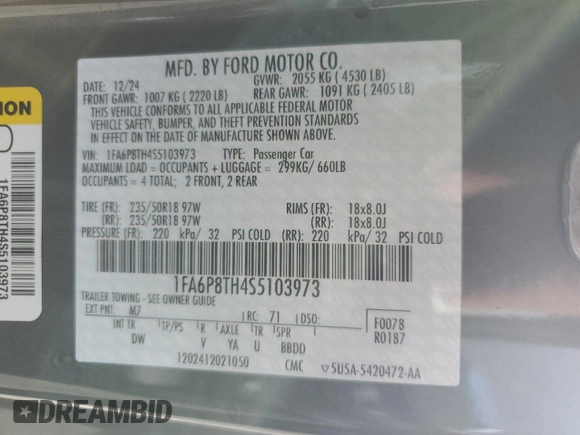 MFD. BY FORD MOTOR CO.
DATE: 12/24 GVWR: 2055 KG ( 4530 LB)
FRONT GAWR: 1007 KG ( 2220 LB) REAR GAWR: 1091 KG ( 2405 LB)
THIS VEHICLE CONFORMS TO ALL APPLICABLE FEDERAL MOTOR
VEHICLE SAFETY, BUMPER, AND THEFT PREVENTION STANDARDS
IN EFFECT ON THE DATE OF MANUFACTURE SHOWN ABOVE.
VIN: 1FA6P8TH4S5103973 TYPE: Passenger Car
MAXIMUM LOAD = OCCUPANTS + LUGGAGE = 299KG/ 660LB
OCCUPANTS = 4 TOTAL; 2 FRONT, 2 REAR
TIRE (FR): 235/50R18 97W RIMS (FR): 18x8.0J
(RR): 235/50R18 97W (RR): 18x8.0J
PRESSURE (FR): 220 kPa/ 32 PSI COLD (RR): 220 kPa/ 32 PSI COLD
1FA6P8TH4S5103973
TRAILER TOWING - SEE OWNER GUIDE
EXT PNT: M7 RC: 71 DSO: F0078
INT TR TP/PS R AXLE TR SPR R0187
DW V YA U BBDD
1202412021050 CMC 5U5A-5420472-AA
ION
1FA6P8TH4S5103973
DREAMBID